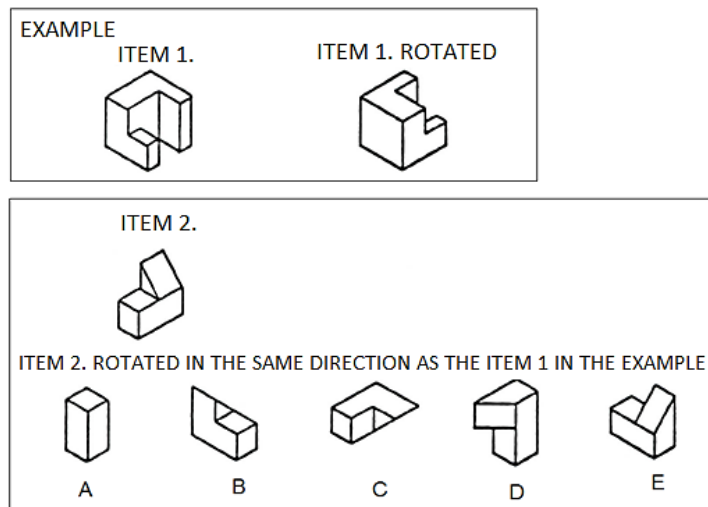 EXAMPLE
ITEM 1.
ITEM 1. ROTATED
ITEM 2.
ITEM 2. ROTATED IN THE SAME DIRECTION AS THE ITEM 1 IN THE EXAMPLE
A
B
C
D
E